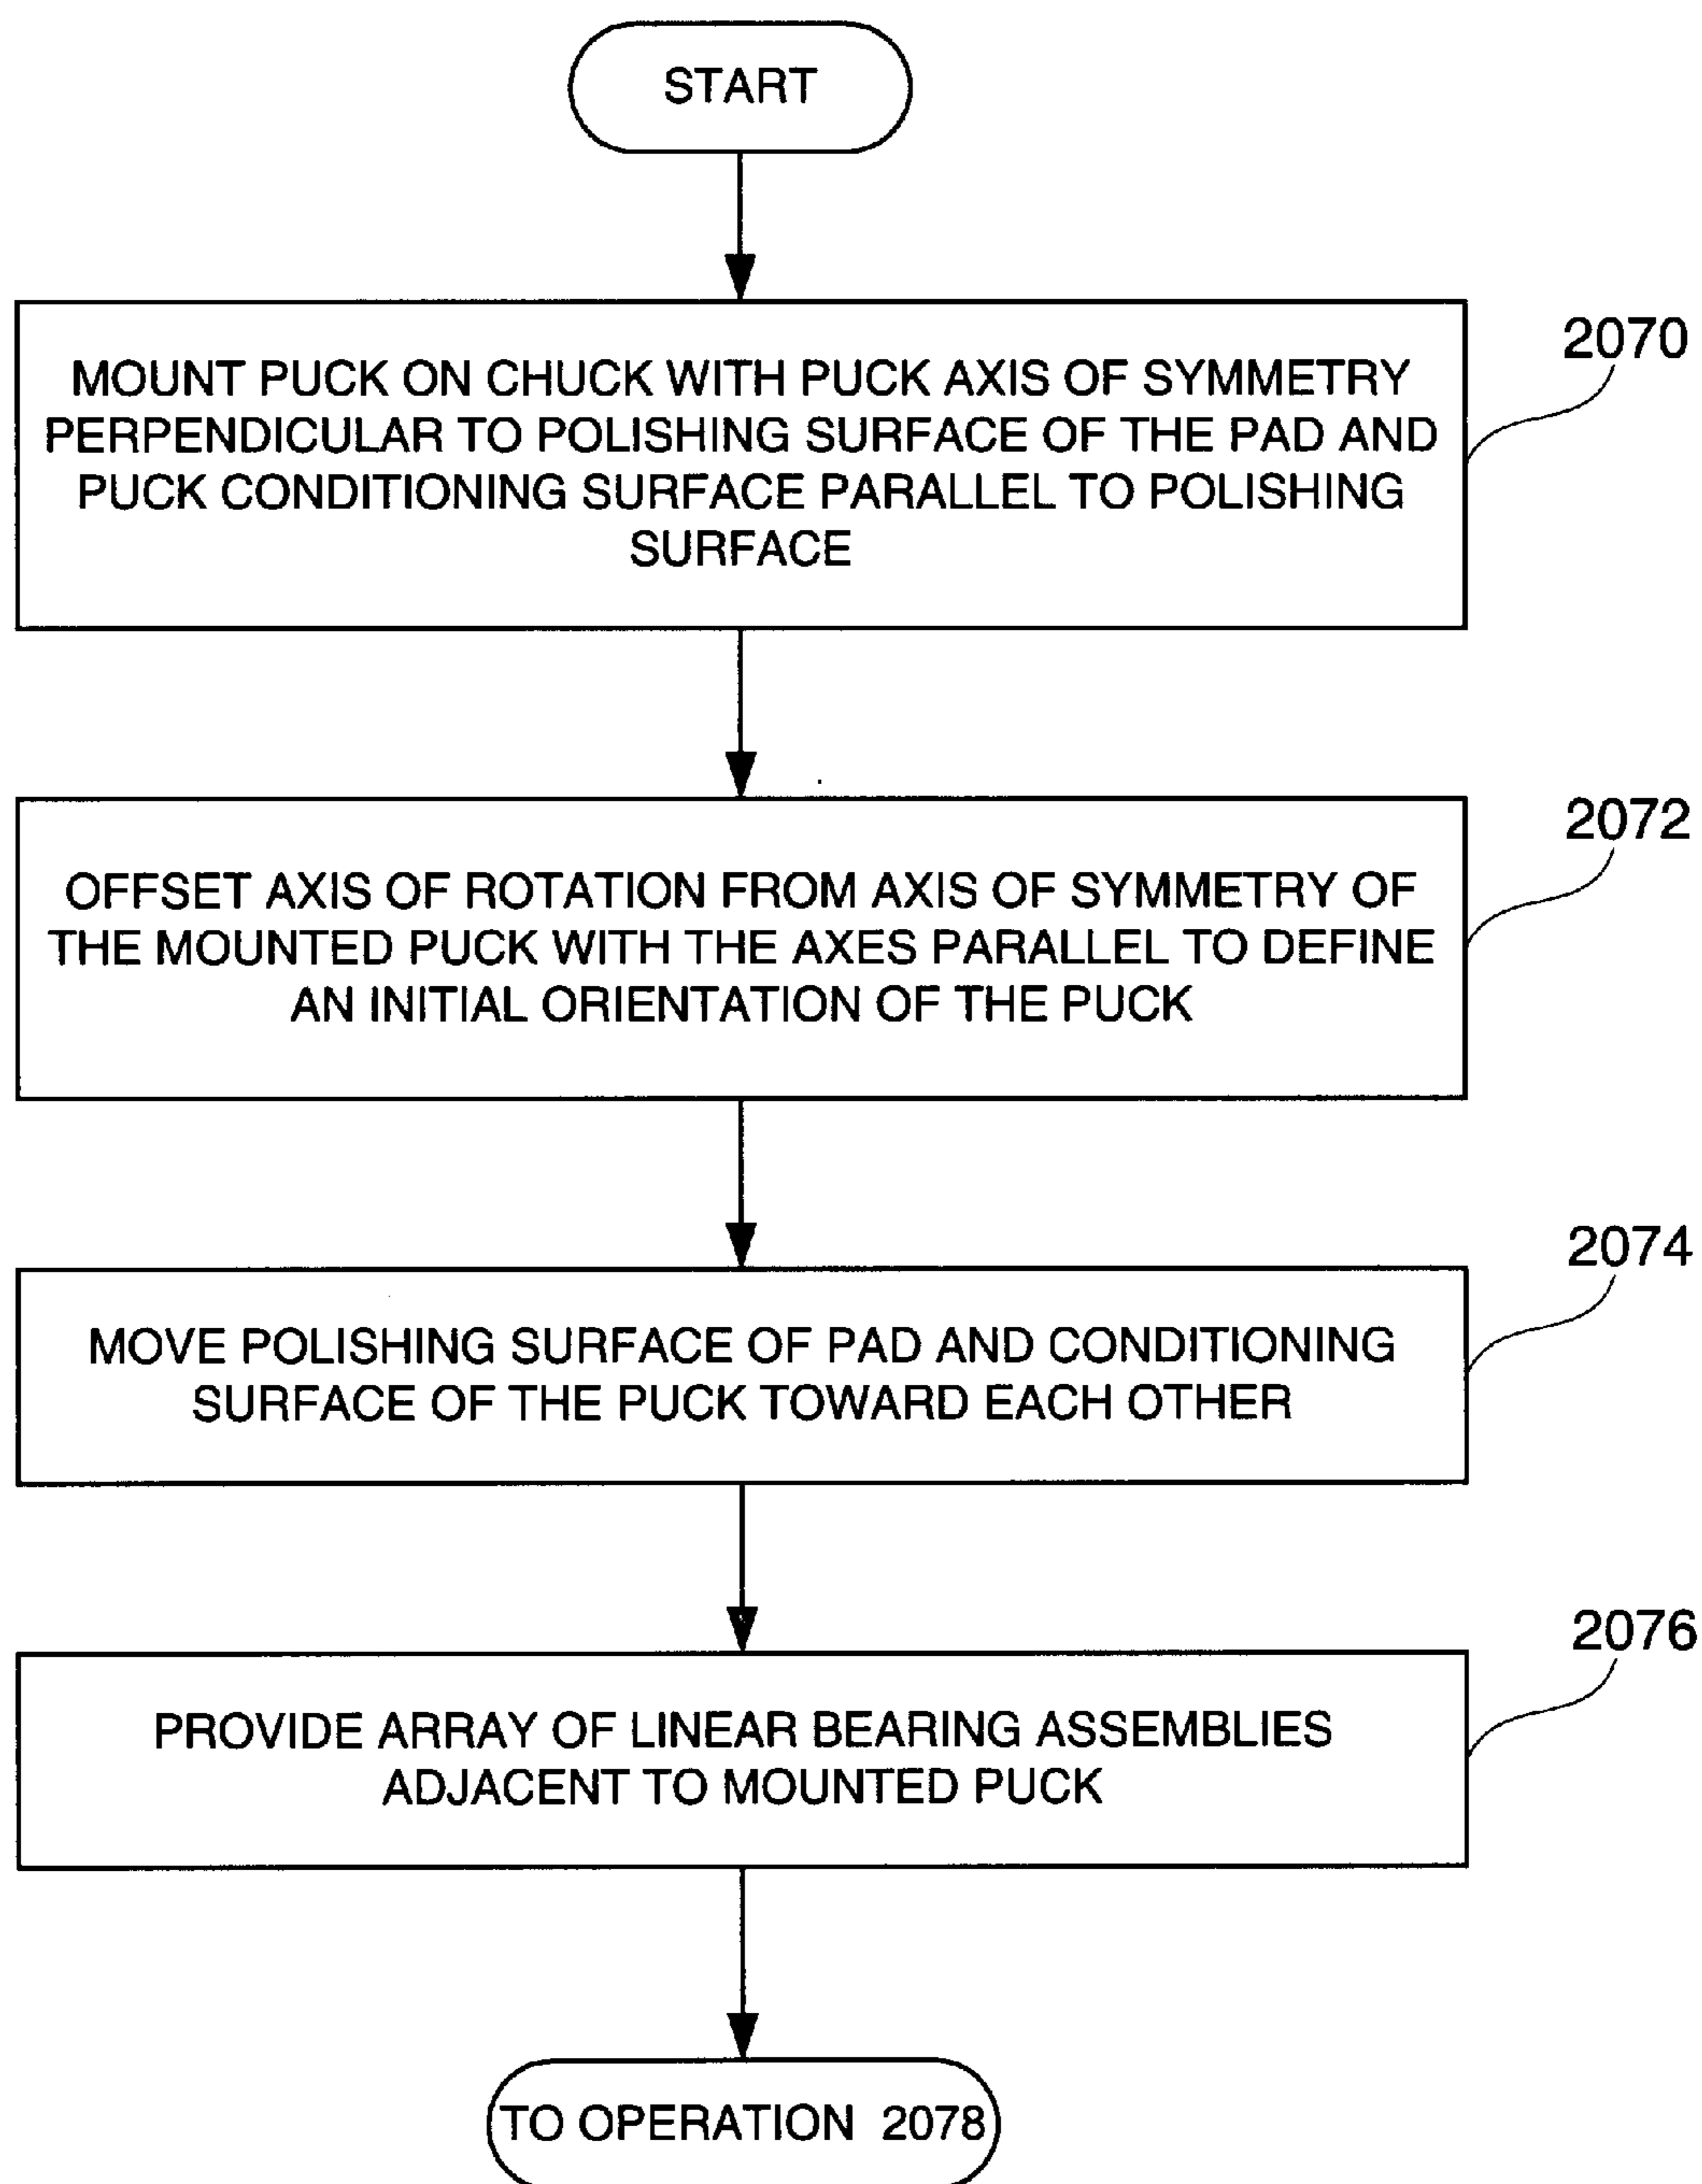 START
2070
MOUNT PUCK ON CHUCK WITH PUCK AXIS OF SYMMETRY
PERPENDICULAR TO POLISHING SURFACE OF THE PAD AND
PUCK CONDITIONING SURFACE PARALLEL TO POLISHING
SURFACE
2072
OFFSET AXIS OF ROTATION FROM AXIS OF SYMMETRY OF
THE MOUNTED PUCK WITH THE AXES PARALLEL TO DEFINE
AN INITIAL ORIENTATION OF THE PUCK
2074
MOVE POLISHING SURFACE OF PAD AND CONDITIONING
SURFACE OF THE PUCK TOWARD EACH OTHER
2076
PROVIDE ARRAY OF LINEAR BEARING ASSEMBLIES
ADJACENT TO MOUNTED PUCK
TO OPERATION 2078